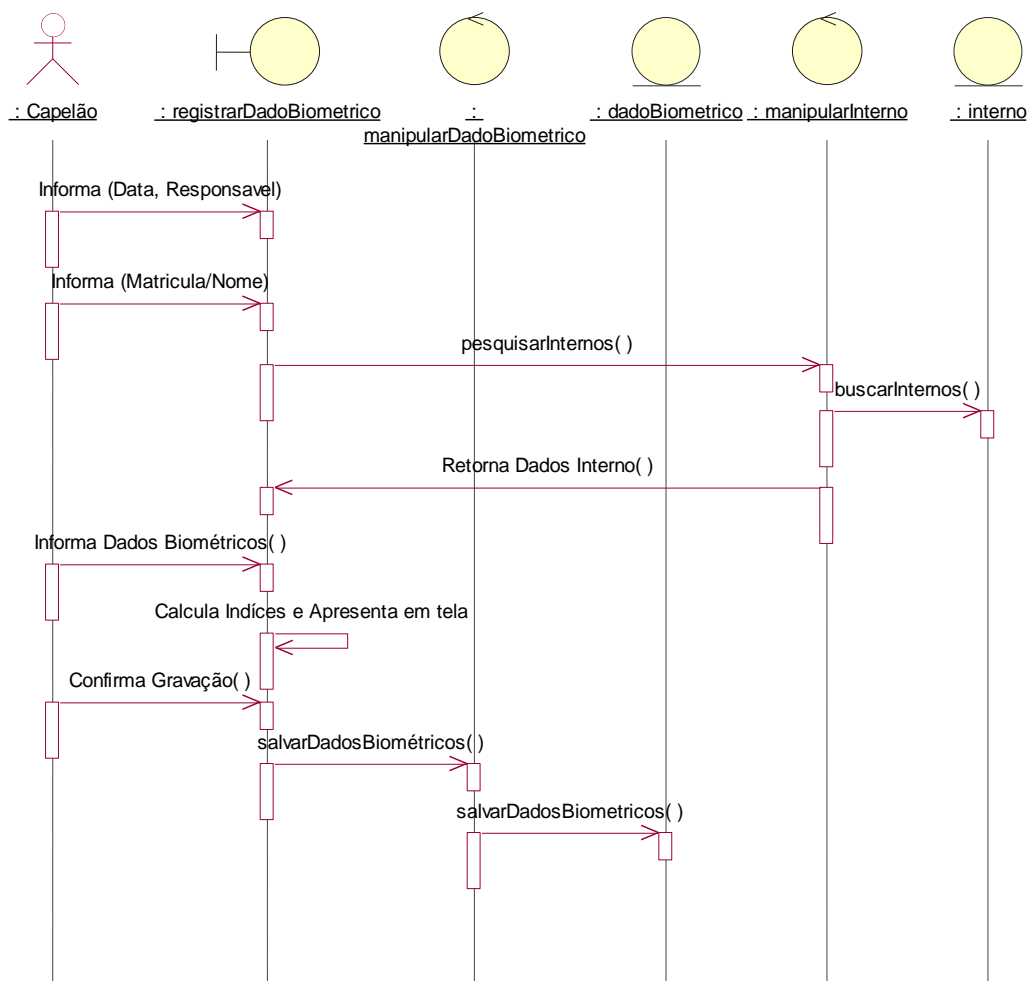 : Capelão
: registrarDadoBiometrico
:
manipularDadoBiometrico
: dadoBiometrico
: manipularInterno
: interno
Informa (Data, Responsavel)
Informa (Matricula/Nome)
pesquisarInternos( )
buscarInternos( )
Retorna Dados Interno( )
Informa Dados Biométricos( )
Calcula Indíces e Apresenta em tela
Confirma Gravação( )
salvarDadosBiométricos( )
salvarDadosBiometricos( )